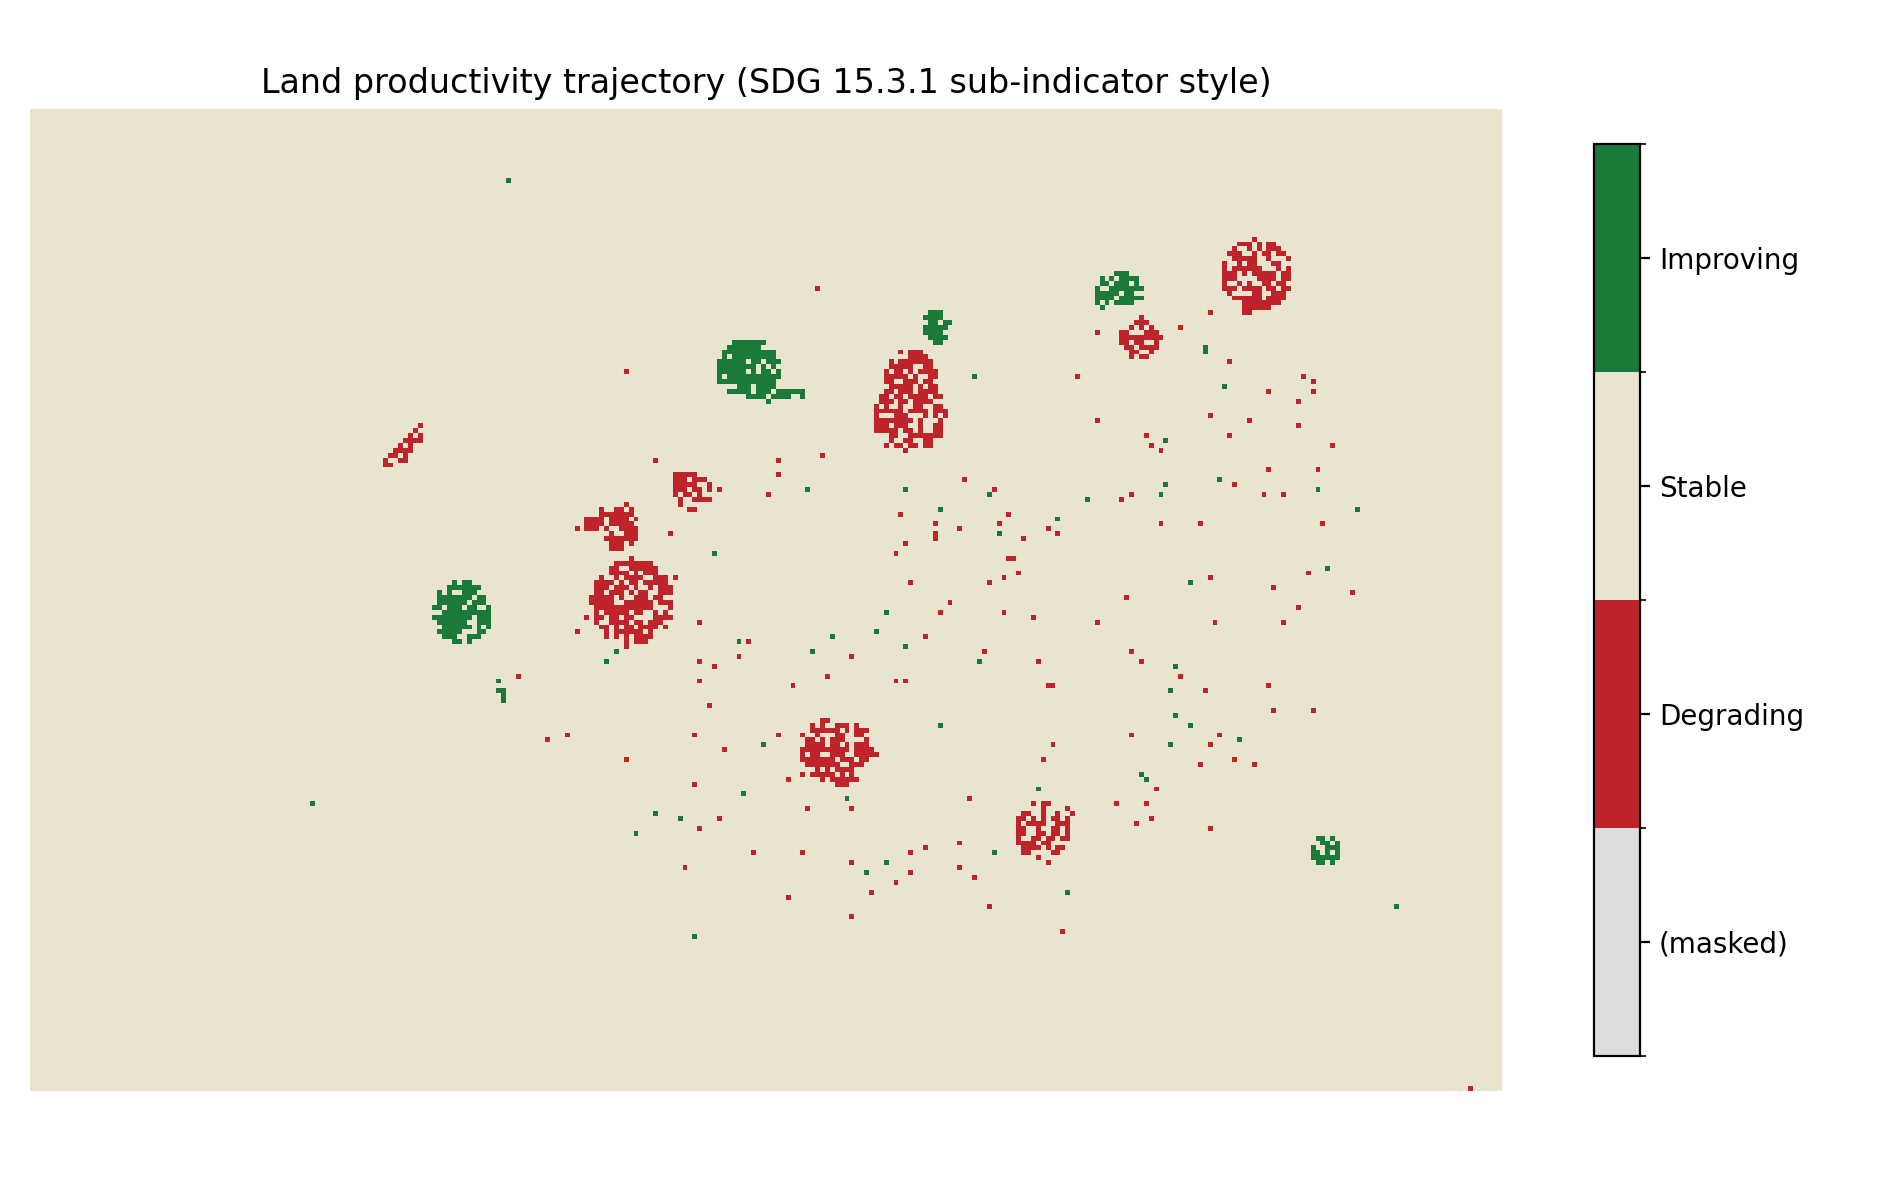 Land productivity trajectory (SDG 15.3.1 sub-indicator style)
Improving
Stable
Degrading
(masked)